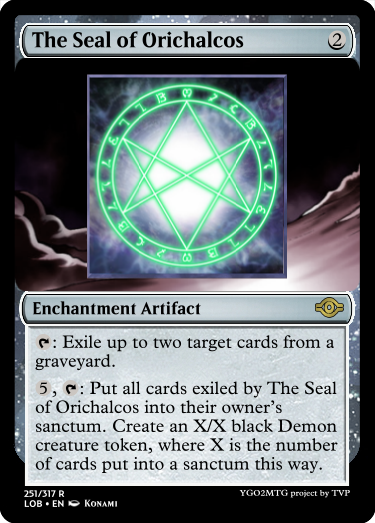 The Seal of Orichalcos 2
Enchantment Artifact
: Exile up to two target cards from a
graveyard.
5, : Put all cards exiled by The Seal
of Orichalcos into their owner's
sanctum. Create an X/X black Demon
creature token, where X is the number
of cards put into a sanctum this way.
251/317 R YGO2MTG project by TVP
LOB • EN KONAMI